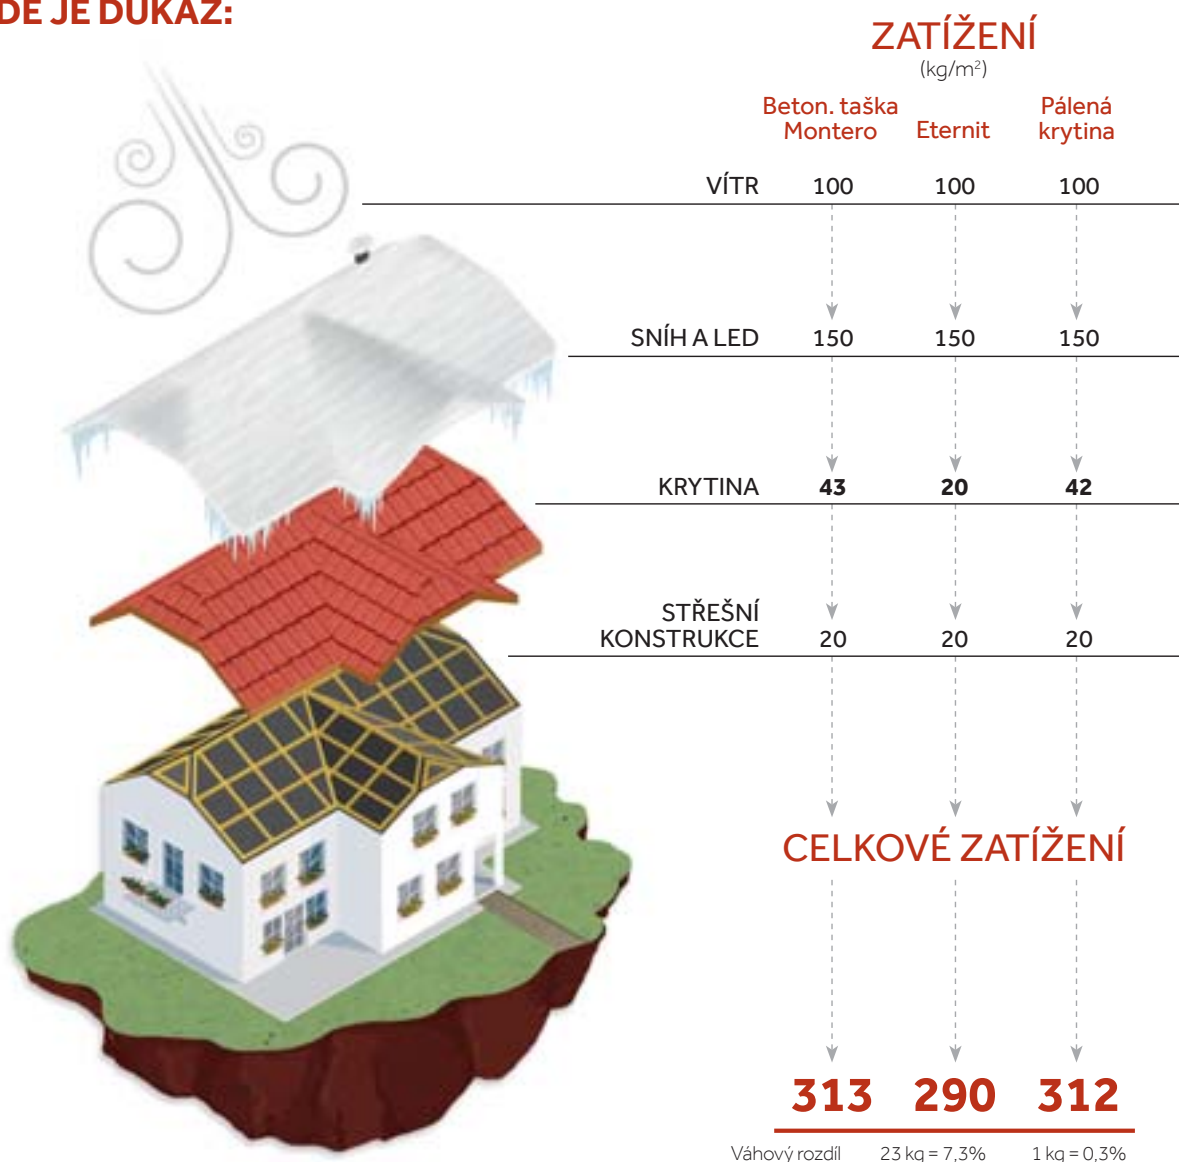 DE JE DŮKAZ:
ZATÍŽENÍ
(kg/m²)
Beton. taška
Montero
Eternit
Pálená
krytina
VÍTR 100 100 100
SNÍH A LED 150 150 150
KRYTINA 43 20 42
STŘEŠNÍ
KONSTRUKCE 20 20 20
CELKOVÉ ZATÍŽENÍ
313 290 312
Váhový rozdíl 23 kg = 7,3% 1 kg = 0,3%